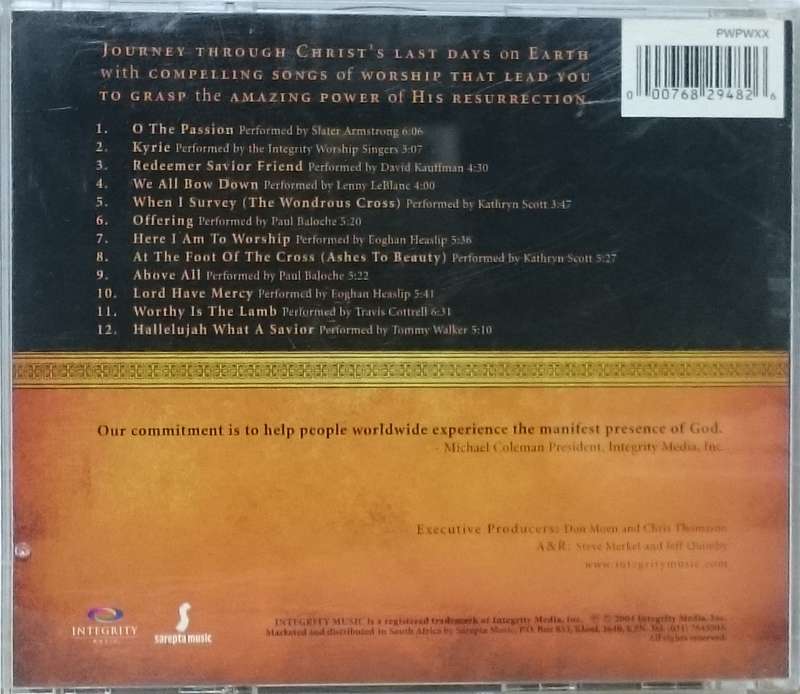 PWPWXX
0 00768 29482 6
JOURNEY THROUGH CHRIST'S LAST DAYS on EARTH
with COMPELLING SONGS of WORSHIP THAT LEAD YOU
TO GRASP the AMAZING POWER of HIS RESURRECTION.
1. O The Passion Performed by Slater Armstrong 6:06
2. Kyrie Performed by the Integrity Worship Singers 3:07
3. Redeemer Savior Friend Performed by David Kauffman 4:30
4. We All Bow Down Performed by Lenny LeBlanc 4:00
5. When I Survey (The Wondrous Cross) Performed by Kathryn Scott 3:47
6. Offering Performed by Paul Baloche 5:20
7. Here I Am To Worship Performed by Eoghan Heaslip 5:36
8. At The Foot Of The Cross (Ashes To Beauty) Performed by Kathryn Scott 5:27
9. Above All Performed by Paul Baloche 5:22
10. Lord Have Mercy Performed by Eoghan Heaslip 5:41
11. Worthy Is The Lamb Performed by Travis Cottrell 6:31
12. Hallelujah What A Savior Performed by Tommy Walker 5:10
Our commitment is to help people worldwide experience the manifest presence of God.
- Michael Coleman President, Integrity Media, Inc.
Executive Producers: Don Moen and Chris Thomason
A&R: Steve Merkel and Jeff Quimby
www.integritymusic.com
INTEGRITY
MUSIC
sarepta music
INTEGRITY MUSIC is a registered trademark of Integrity Media, Inc. ℗ © 2004 Integrity Media, Inc.
Marketed and distributed in South Africa by Sarepta Music, P.O. Box 833, 3640, KZN. Tel. (031)
All rights reserved.